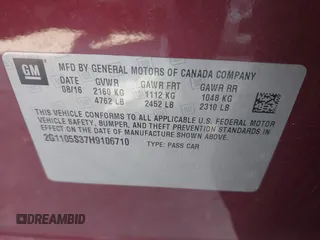 GM
MFD BY GENERAL MOTORS OF CANADA COMPANY
DATE GVWR GAWR FRT GAWR RR
08/16 2160 KG 1112 KG 1048 KG
4762 LB 2452 LB 2310 LB
THIS VEHICLE CONFORMS TO ALL APPLICABLE U.S. FEDERAL MOTOR
VEHICLE SAFETY, BUMPER, AND THEFT PREVENTION STANDARDS IN
EFFECT ON THE DATE OF MANUFACTURE SHOWN ABOVE.
2G1105S37H9106710
TYPE: PASS CAR
DREAMBID